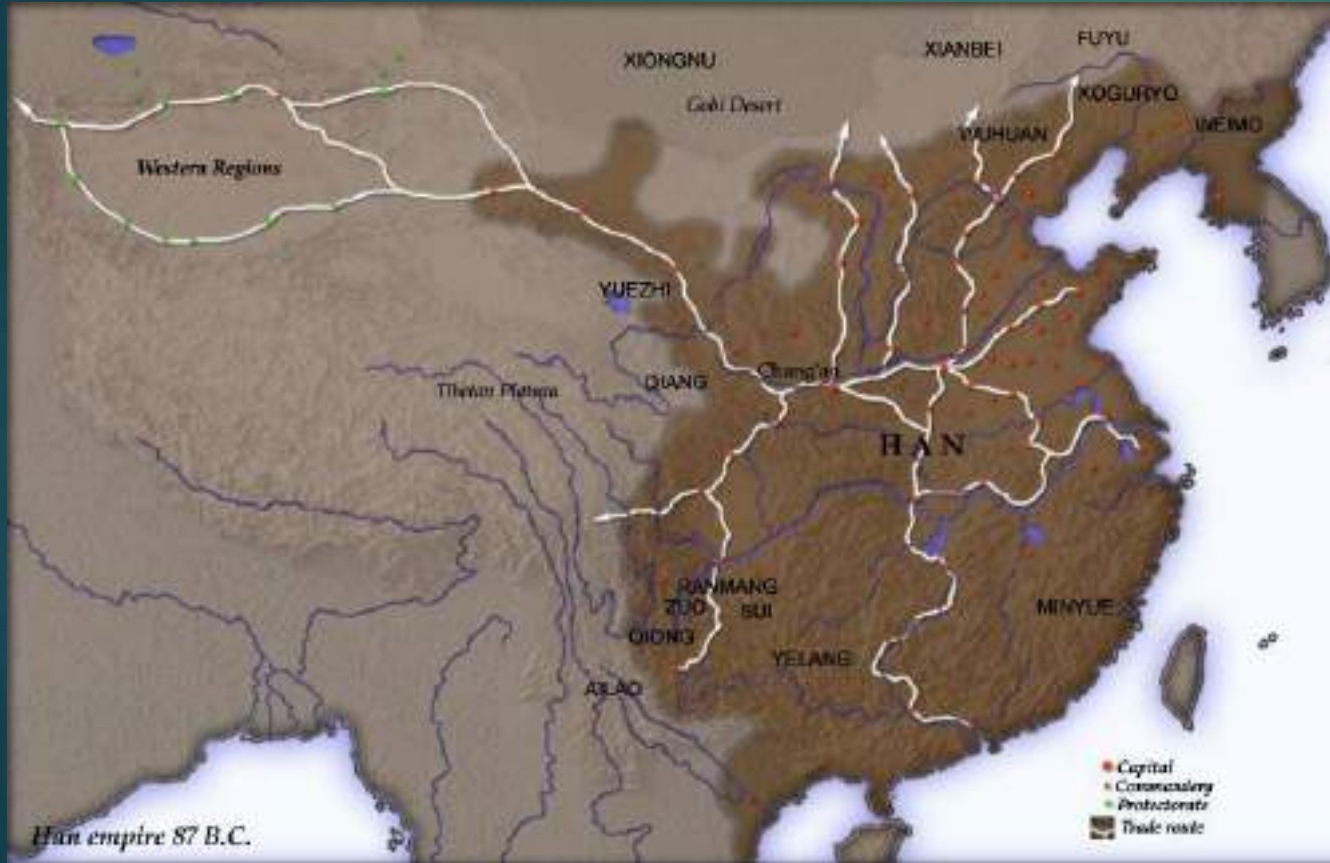 FUYU
XIANBEI
XIONGNU
KOGURYO
Gobi Desert
WEIMO
WUHUAN
Western Regions
YUEZHI
Chang'an
QIANG
Tibetan Plateau
HAN
RANMANG
ZUO
SUI
MINYUE
QIONG
YELANG
AILAO
Capital
Commandery
Protectorate
Trade route
Han empire 87 B.C.